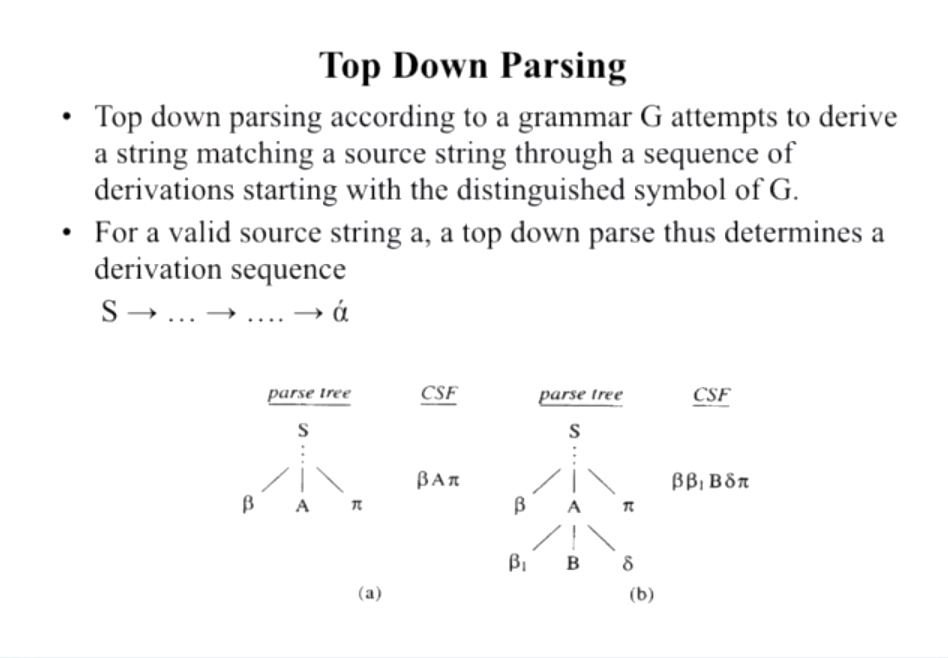 Top Down Parsing
• Top down parsing according to a grammar G attempts to derive
a string matching a source string through a sequence of
derivations starting with the distinguished symbol of G.
• For a valid source string a, a top down parse thus determines a
derivation sequence
S → … → …. → ά
parse tree CSF parse tree CSF
S S
βAπ ββ₁Bδπ
β A π β A π
β₁ B δ
(a) (b)